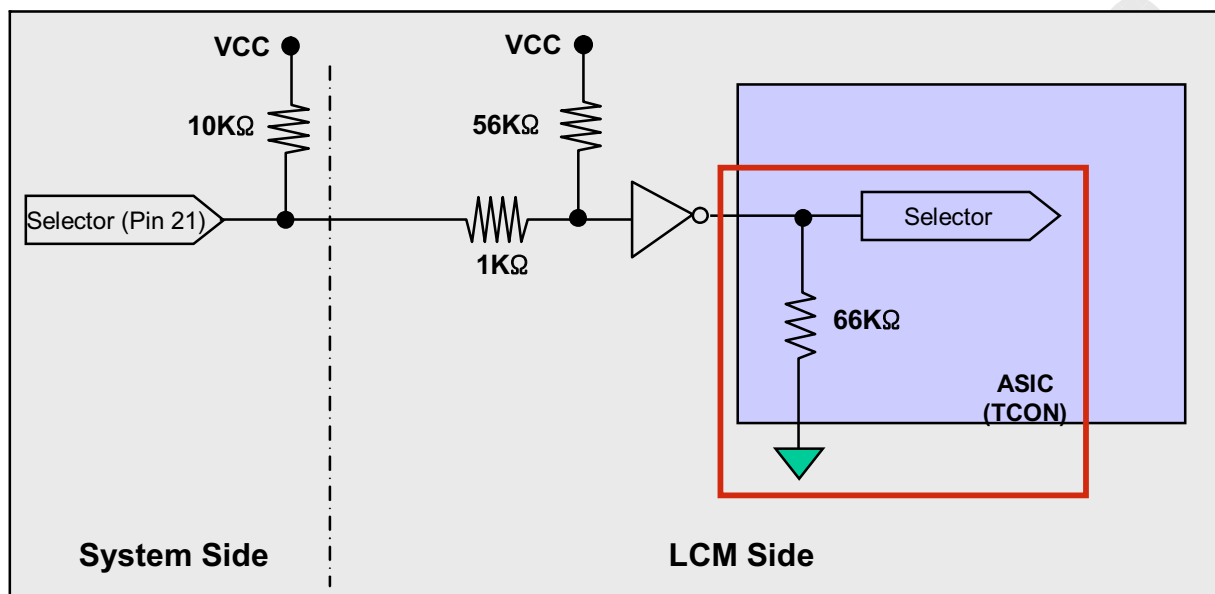 VCC
VCC
10KΩ
56KΩ
Selector (Pin 21)
Selector
1KΩ
66KΩ
ASIC
(TCON)
System Side
LCM Side